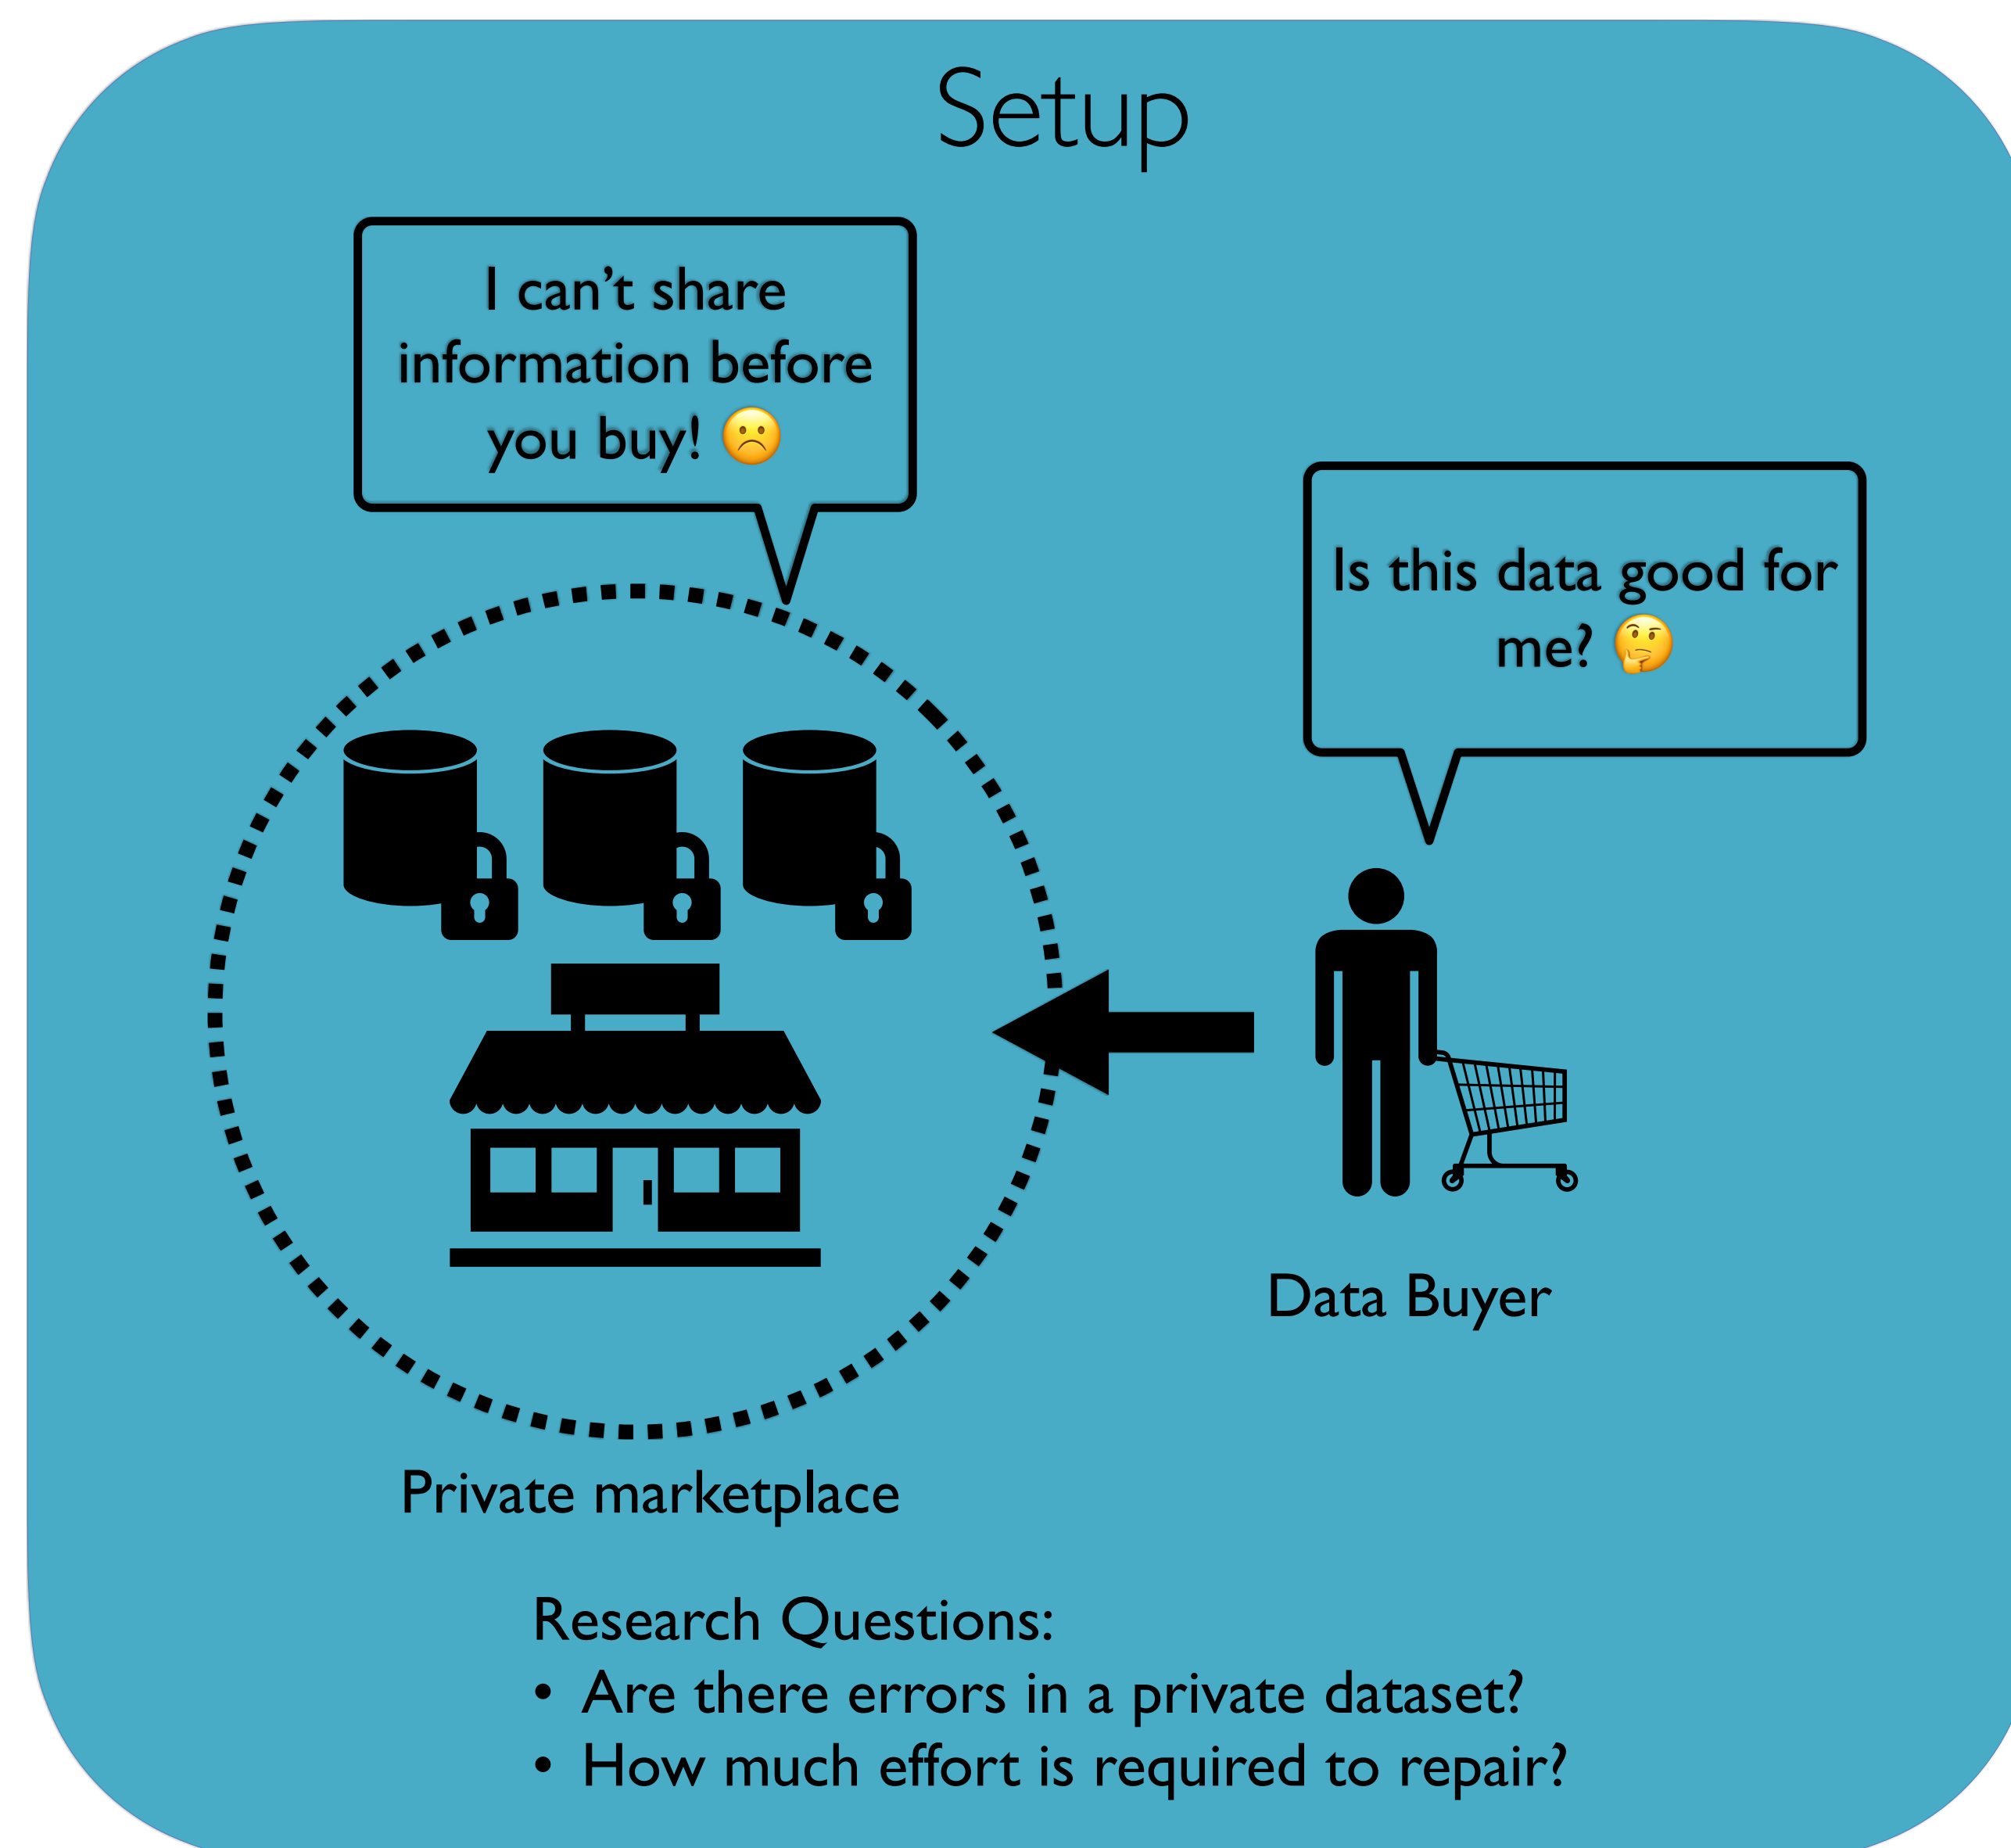 Setup
I can’t share
information before
you buy! ☹️
Is this data good for
me? 🤔
Data Buyer
Private marketplace
Research Questions:
• Are there errors in a private dataset?
• How much effort is required to repair?